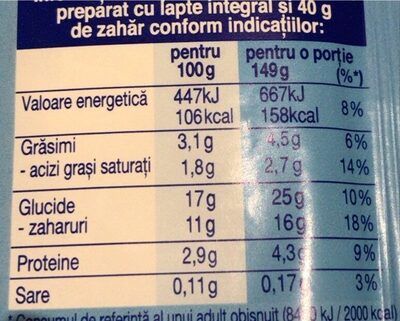 preparat cu lapte integral si 40 g
de zahăr conform indicațiilor:
pentru 100g pentru o porție 149g (%*)
Valoare energetică 447kJ 667kJ 8%
106kcal 158kcal
Grăsimi 3,1g 4,5g 6%
- acizi grași saturați 1,8g 2,7g 14%
Glucide 17g 25g 10%
- zaharuri 11g 16g 18%
Proteine 2,9g 4,3g 9%
Sare 0,11g 0,17g 3%
* Consumul de referință al unui adult obișnuit kJ / 2000 kcal)